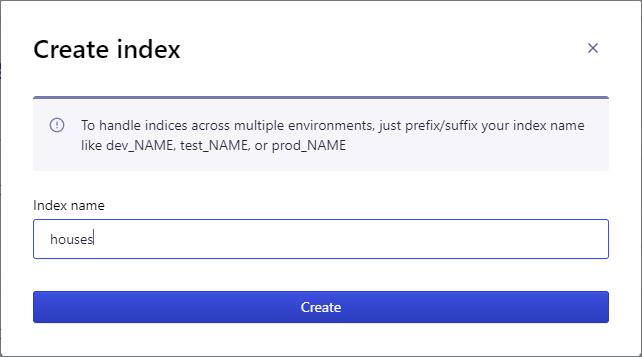 Create index
To handle indices across multiple environments, just prefix/suffix your index name
like dev_NAME, test_NAME, or prod_NAME
Index name
houses
Create